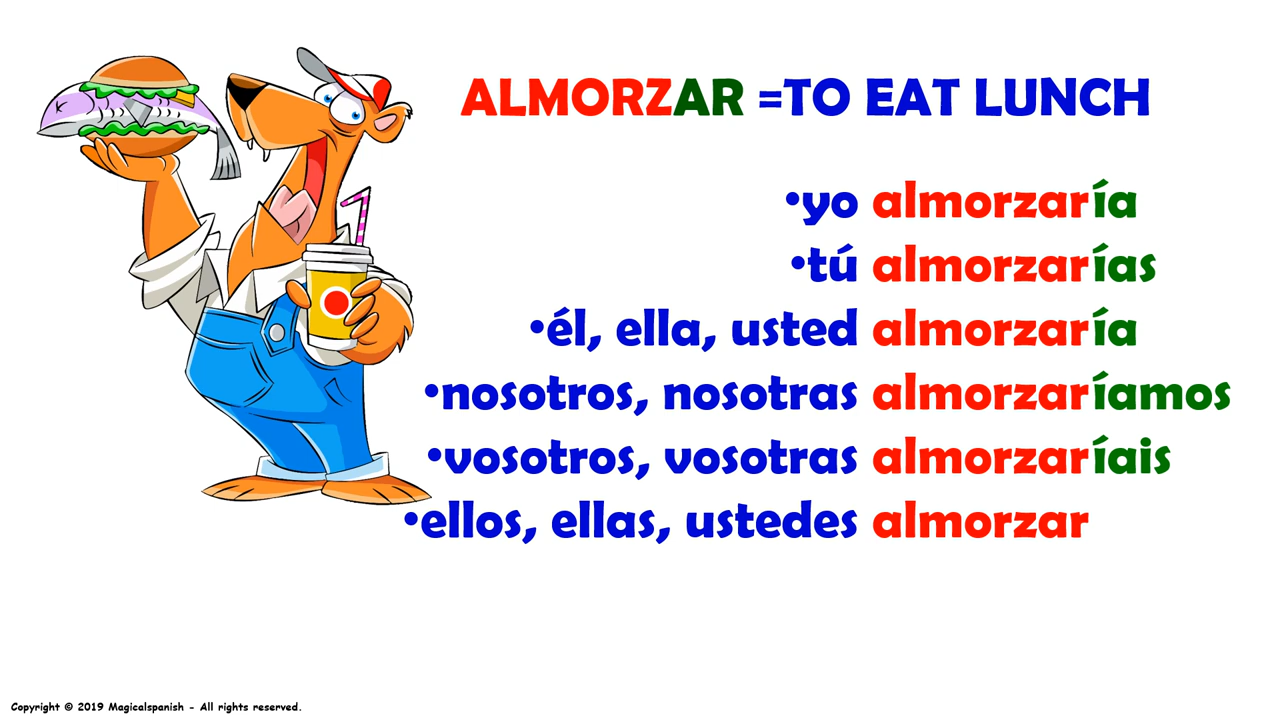 ALMORZAR =TO EAT LUNCH
•yo almorzaría
•tú almorzarías
•él, ella, usted almorzaría
•nosotros, nosotras almorzaríamos
•vosotros, vosotras almorzaríais
•ellos, ellas, ustedes almorzar
Copyright © 2019 Magicalspanish - All rights reserved.